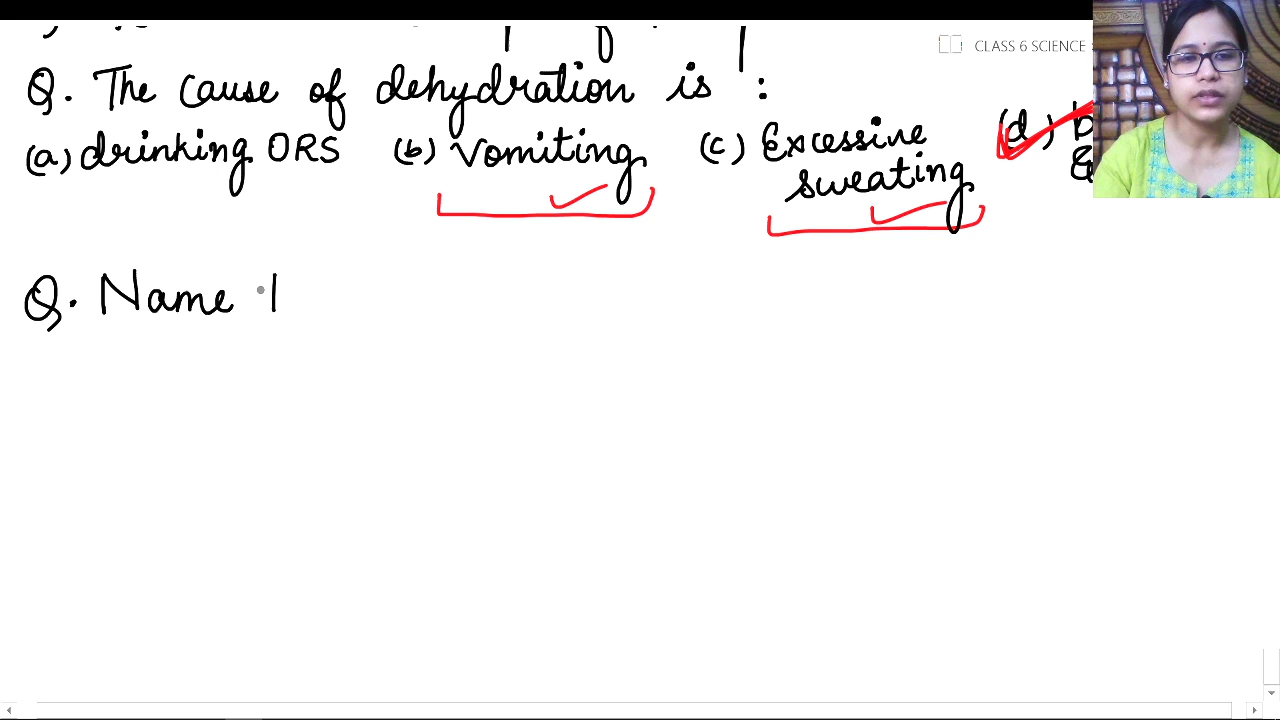 CLASS 6 SCIENCE
Q. The cause of dehydration is :
(a) drinking ORS (b) Vomiting (c) Excessive sweating (d) b
Q. Name